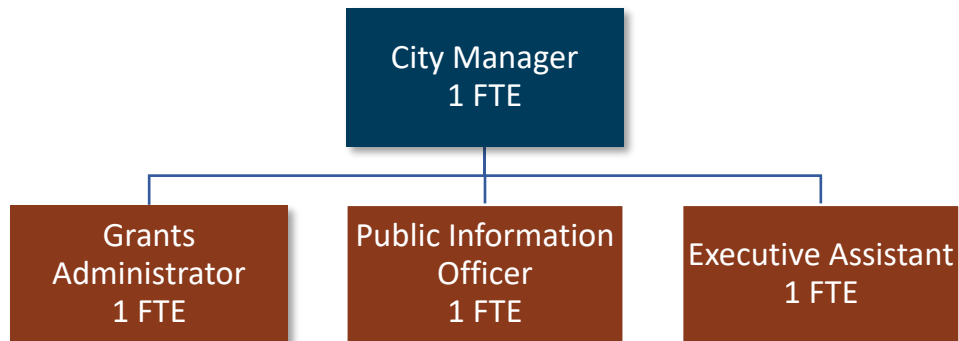 City Manager
1 FTE
Grants
Administrator
1 FTE
Public Information
Officer
1 FTE
Executive Assistant
1 FTE